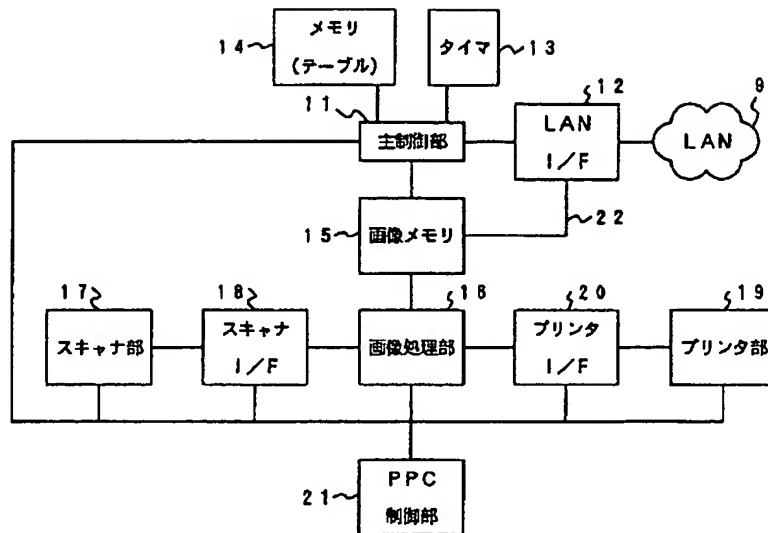 14
メモリ
(テーブル)
タイマ
13
11
主制御部
12
LAN
I/F
9
LAN
15
画像メモリ
22
17
スキャナ部
18
スキャナ
I/F
16
画像処理部
20
プリンタ
I/F
19
プリンタ部
21
PPC
制御部